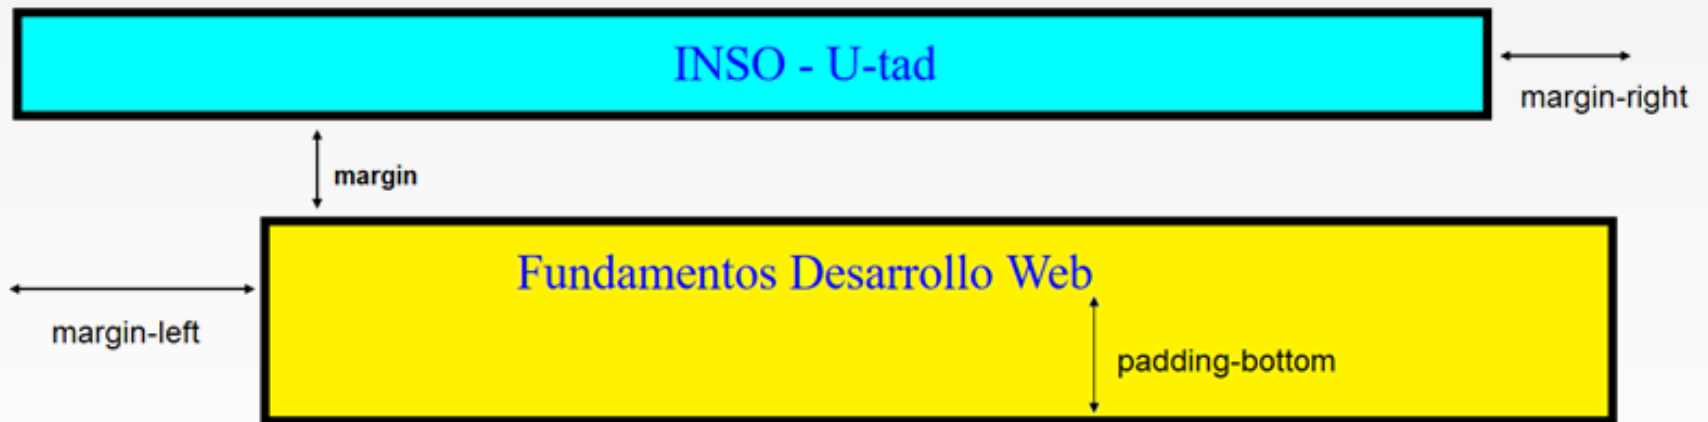 INSO - U-tad
margin-right
margin
Fundamentos Desarrollo Web
margin-left
padding-bottom